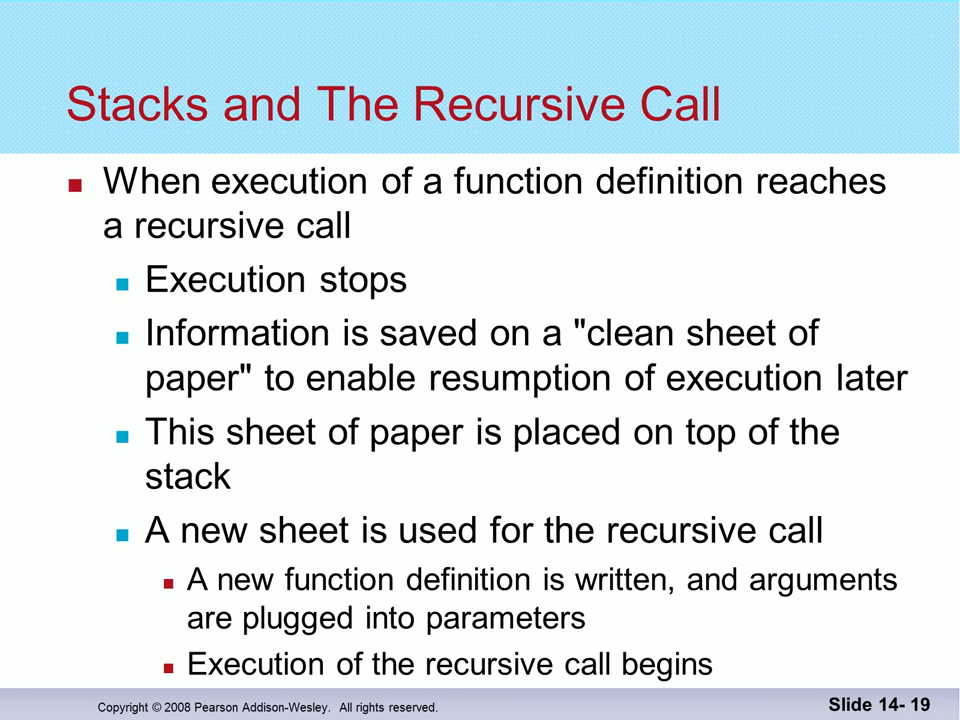 Stacks and The Recursive Call
When execution of a function definition reaches
a recursive call
Execution stops
Information is saved on a "clean sheet of
paper" to enable resumption of execution later
This sheet of paper is placed on top of the
stack
A new sheet is used for the recursive call
A new function definition is written, and arguments
are plugged into parameters
Execution of the recursive call begins
Copyright © 2008 Pearson Addison-Wesley. All rights reserved.
Slide 14- 19